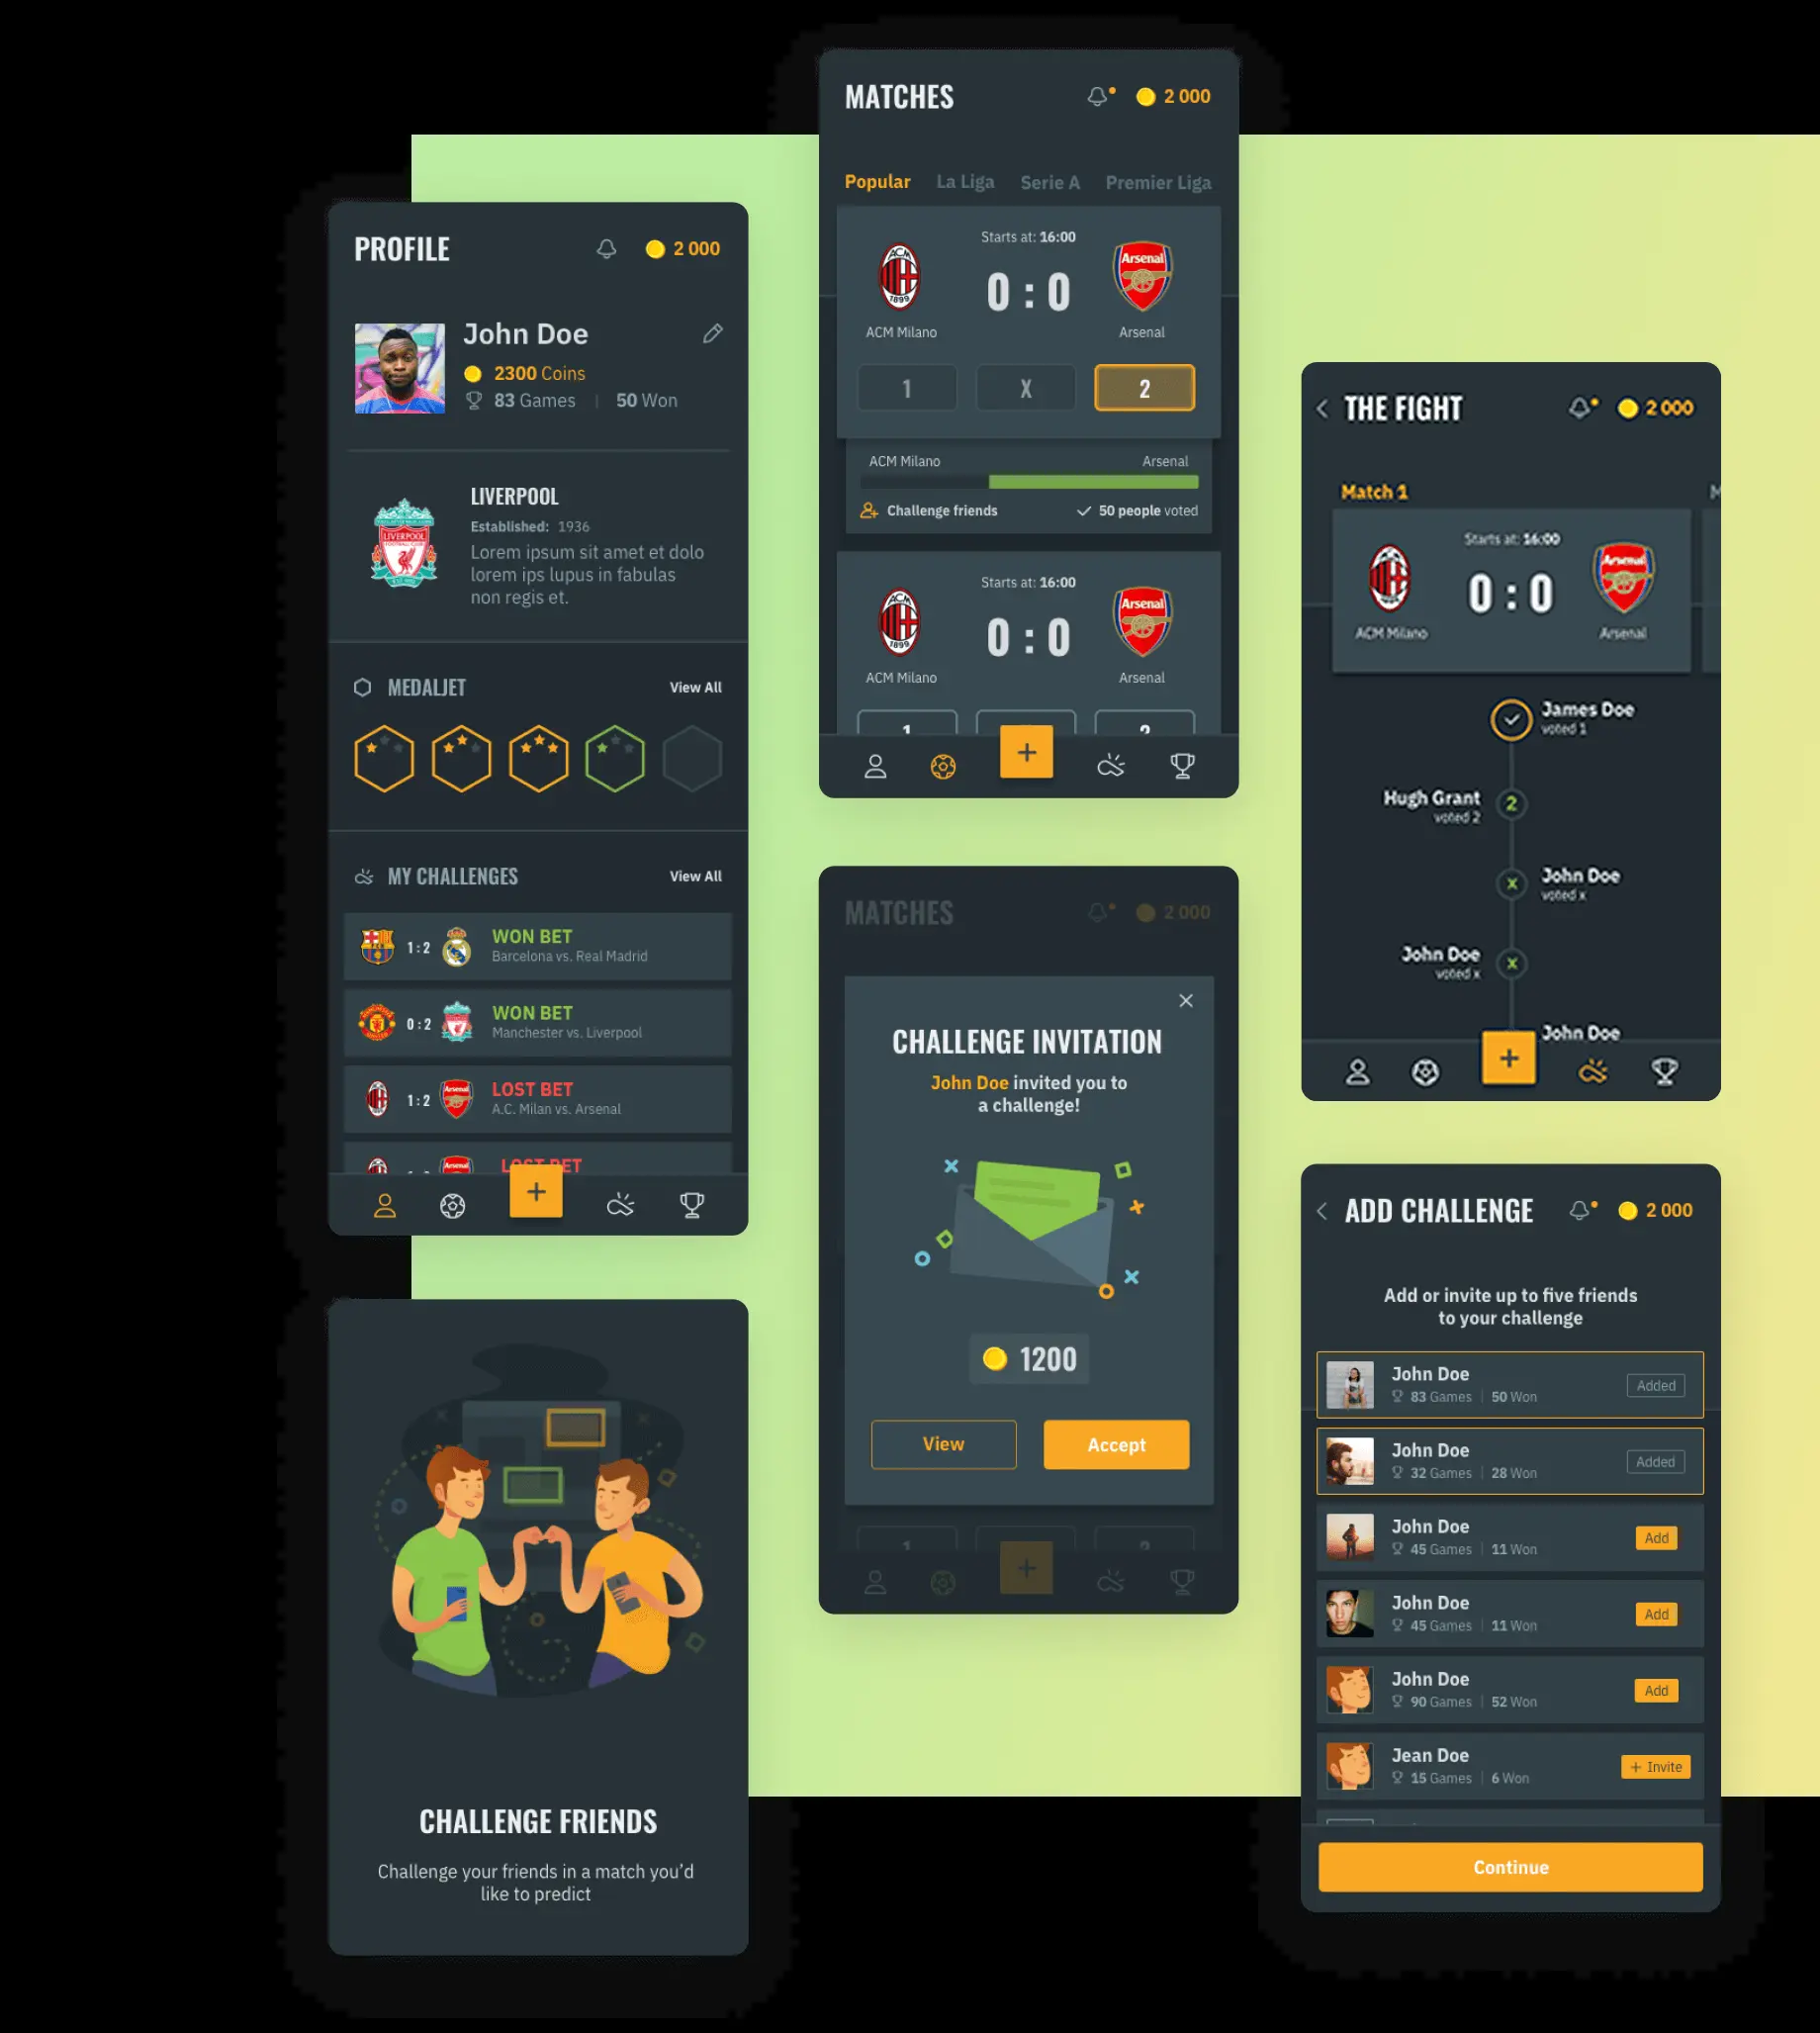 PROFILE
2 000
John Doe
2300 Coins
83 Games | 50 Won
LIVERPOOL
LIVERPOOL
Established: 1936
Lorem ipsum sit amet et dolo
lorem ips lupus in fabulas
non regis et.
MEDALJET
View All
MY CHALLENGES
View All
1 : 2
WON BET
Barcelona vs. Real Madrid
0 : 2
WON BET
Manchester vs. Liverpool
1 : 2
LOST BET
A.C. Milan vs. Arsenal
LOST BET
+
CHALLENGE FRIENDS
Challenge your friends in a match you’d
like to predict
MATCHES
2 000
Popular
La Liga
Serie A
Premier Liga
Starts at: 16:00
ACM
1899
0 : 0
Arsenal
ACM Milano
Arsenal
1
X
2
ACM Milano
Arsenal
Challenge friends
50 people voted
Starts at: 16:00
ACM
1899
0 : 0
Arsenal
ACM Milano
Arsenal
1
2
+
MATCHES
2 000
CHALLENGE INVITATION
John Doe invited you to
a challenge!
1200
View
Accept
1
2
+
THE FIGHT
2 000
Match 1
M
Starts at: 16:00
0 : 0
Arsenal
ACM Milano
Arsenal
James Doe
voted 1
Hugh Grant
voted 2
2
John Doe
voted x
x
John Doe
voted x
x
John Doe
+
ADD CHALLENGE
2 000
Add or invite up to five friends
to your challenge
John Doe
83 Games | 50 Won
Added
John Doe
32 Games | 28 Won
Added
John Doe
45 Games | 11 Won
Add
John Doe
45 Games | 11 Won
Add
John Doe
90 Games | 52 Won
Add
Jean Doe
15 Games | 6 Won
+ Invite
Continue